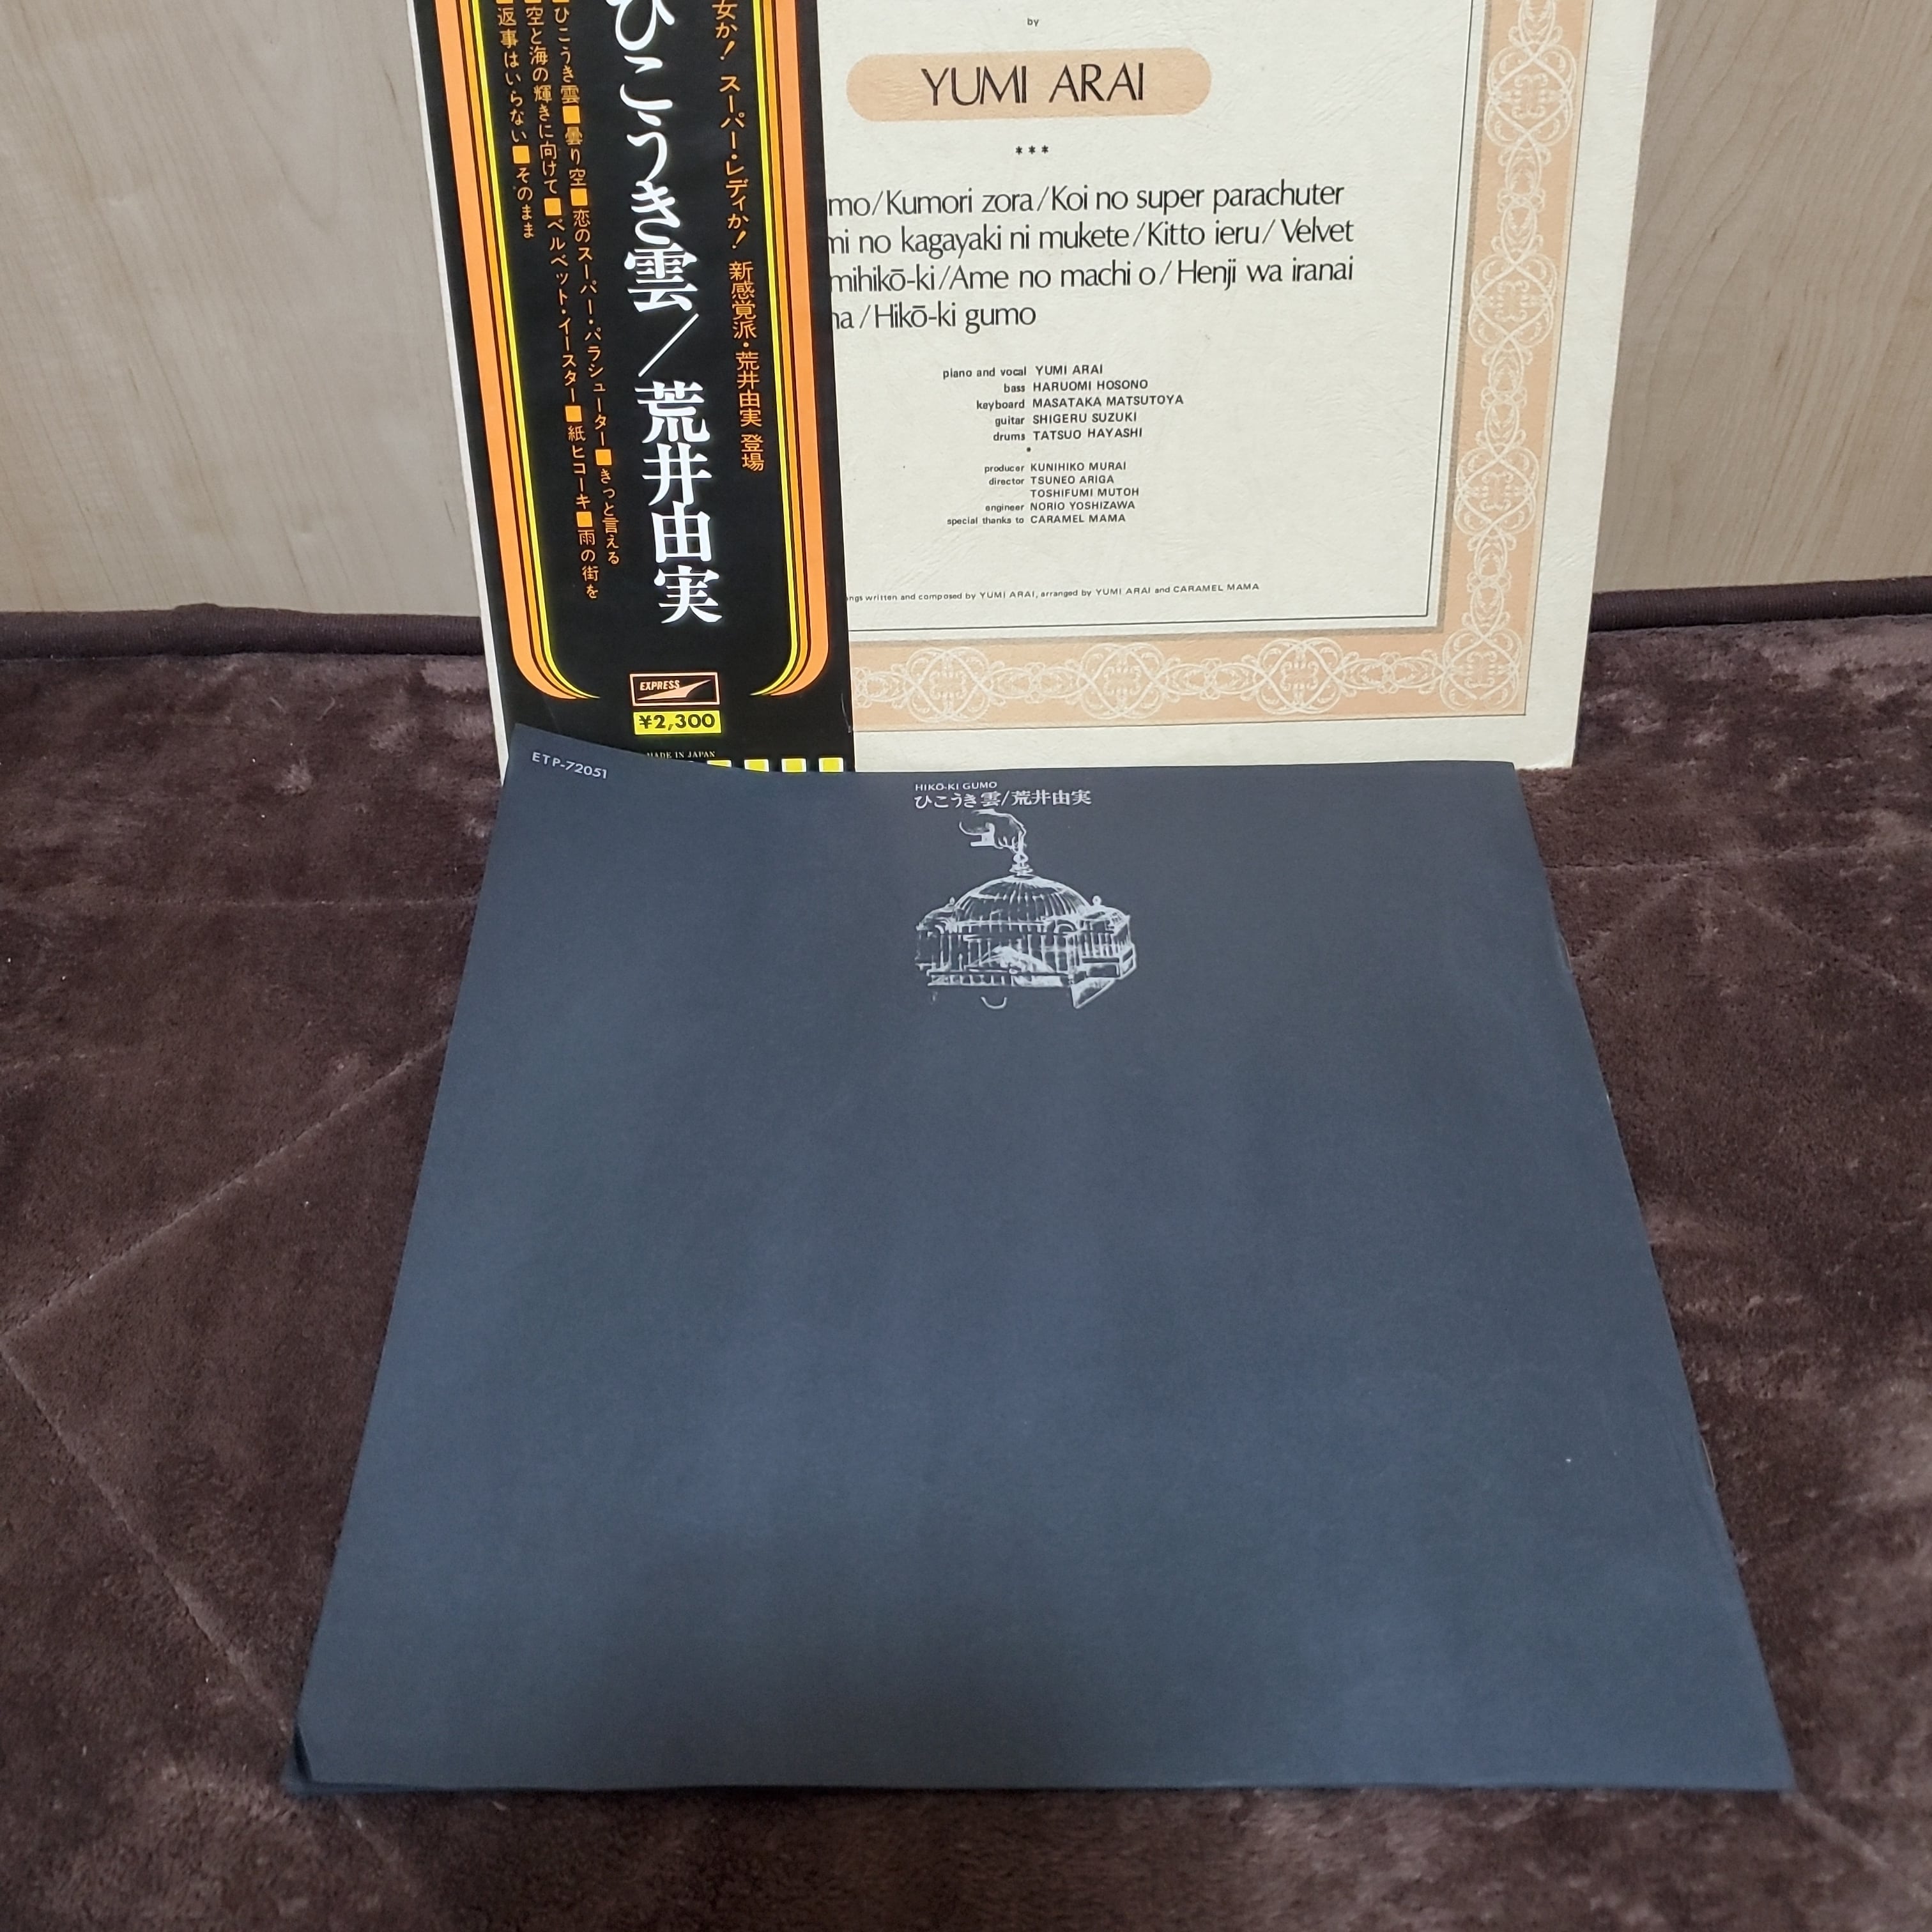 女か! スーパー・レディか! 新感覚派・荒井由実 登場
ひこうき雲/荒井由実
■ひこうき雲■曇り空■恋のスーパー・パラシューター■きっと言える
■空と海の輝きに向けて■ベルベット・イースター■紙ヒコーキ■雨の街を
■返事はいらない■そのまま
EXPRESS
¥2,300
MADE IN JAPAN
by
YUMI ARAI
***
mo/Kumori zora/Koi no super parachuter
mi no kagayaki ni mukete/Kitto ieru/Velvet
mihikō-ki/Ame no machi o/Henji wa iranai
na/Hikō-ki gumo
piano and vocal YUMI ARAI
bass HARUOMI HOSONO
keyboard MASATAKA MATSUTOYA
guitar SHIGERU SUZUKI
drums TATSUO HAYASHI
producer KUNIHIKO MURAI
director TSUNEO ARIGA
TOSHIFUMI MUTOH
engineer NORIO YOSHIZAWA
special thanks to CARAMEL MAMA
ngs written and composed by YUMI ARAI, arranged by YUMI ARAI and CARAMEL MAMA
ETP-72051
HIKŌ-KI GUMO
ひこうき雲/荒井由実